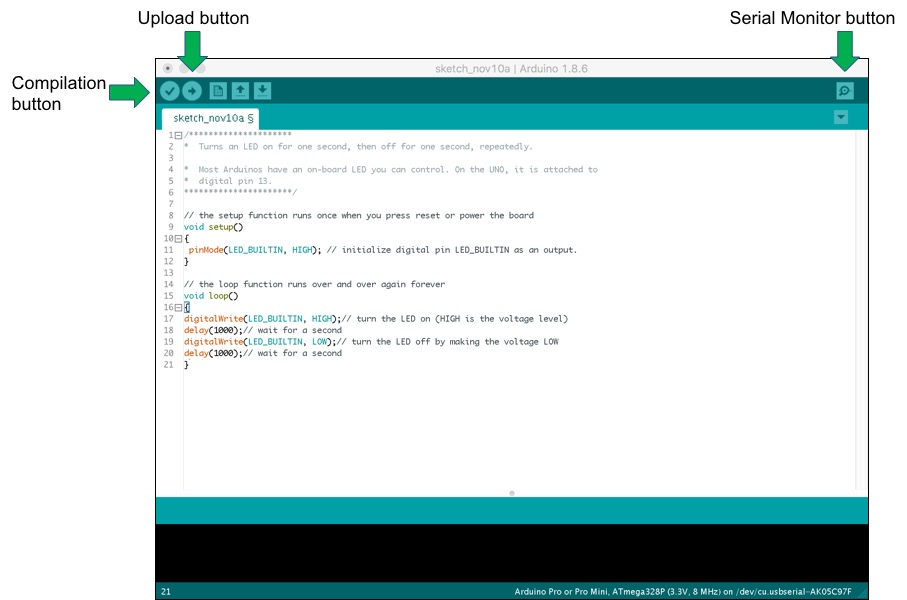 Upload button
Serial Monitor button
Compilation
button
sketch_nov10a | Arduino 1.8.6
sketch_nov10a §
1 /*********************
2 *  Turns an LED on for one second, then off for one second, repeatedly.
3
4 *  Most Arduinos have an on-board LED you can control. On the UNO, it is attached to
5 *  digital pin 13.
6 **********************/
7
8 // the setup function runs once when you press reset or power the board
9 void setup()
10 {
11  pinMode(LED_BUILTIN, HIGH); // initialize digital pin LED_BUILTIN as an output.
12 }
13
14 // the loop function runs over and over again forever
15 void loop()
16 {
17 digitalWrite(LED_BUILTIN, HIGH);// turn the LED on (HIGH is the voltage level)
18 delay(1000);// wait for a second
19 digitalWrite(LED_BUILTIN, LOW);// turn the LED off by making the voltage LOW
20 delay(1000);// wait for a second
21 }
21
Arduino Pro or Pro Mini, ATmega328P (3.3V, 8 MHz) on /dev/cu.usbserial-AK05C97F